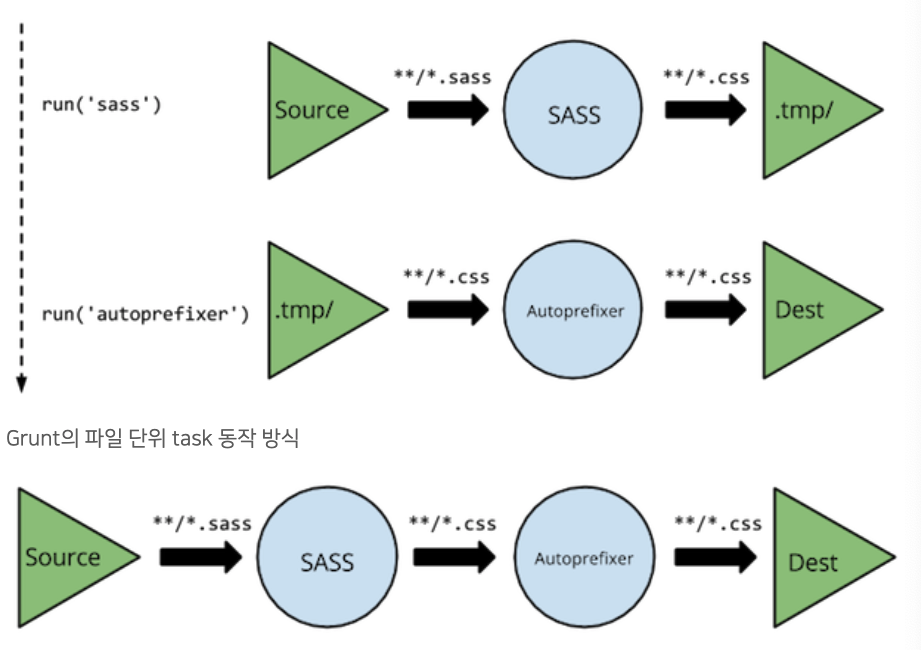 **/*.sass
**/*.css
run('sass')
Source
SASS
.tmp/
**/*.css
**/*.css
run('autoprefixer')
.tmp/
Autoprefixer
Dest
Grunt의 파일 단위 task 동작 방식
**/*.sass
**/*.css
**/*.css
Source
SASS
Autoprefixer
Dest